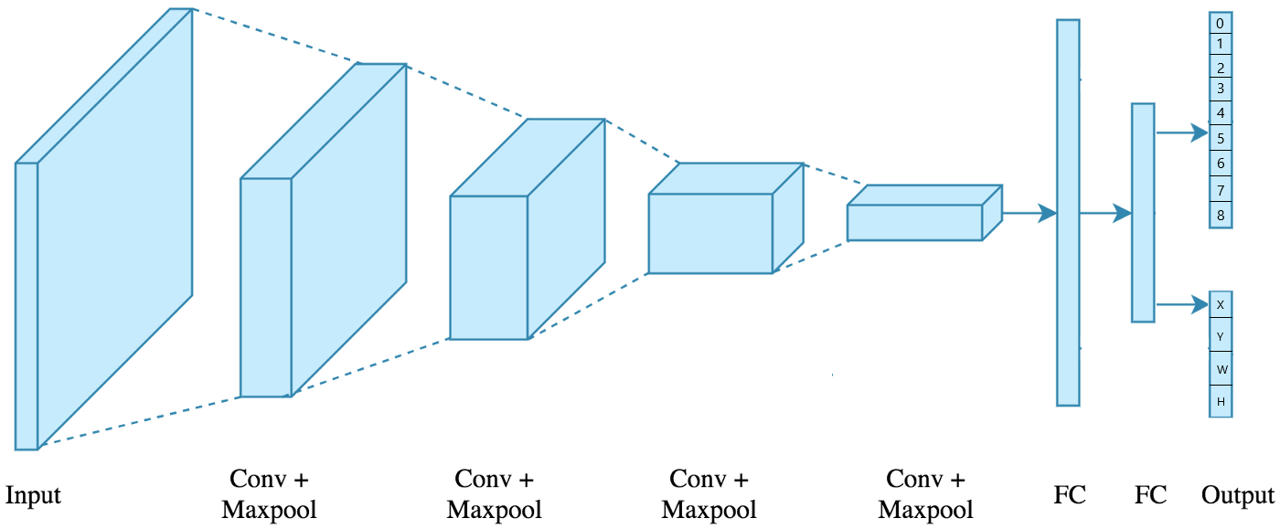 0
1
2
3
4
5
6
7
8
X
Y
W
H
Input
Conv +
Maxpool
Conv +
Maxpool
Conv +
Maxpool
Conv +
Maxpool
FC
FC
Output